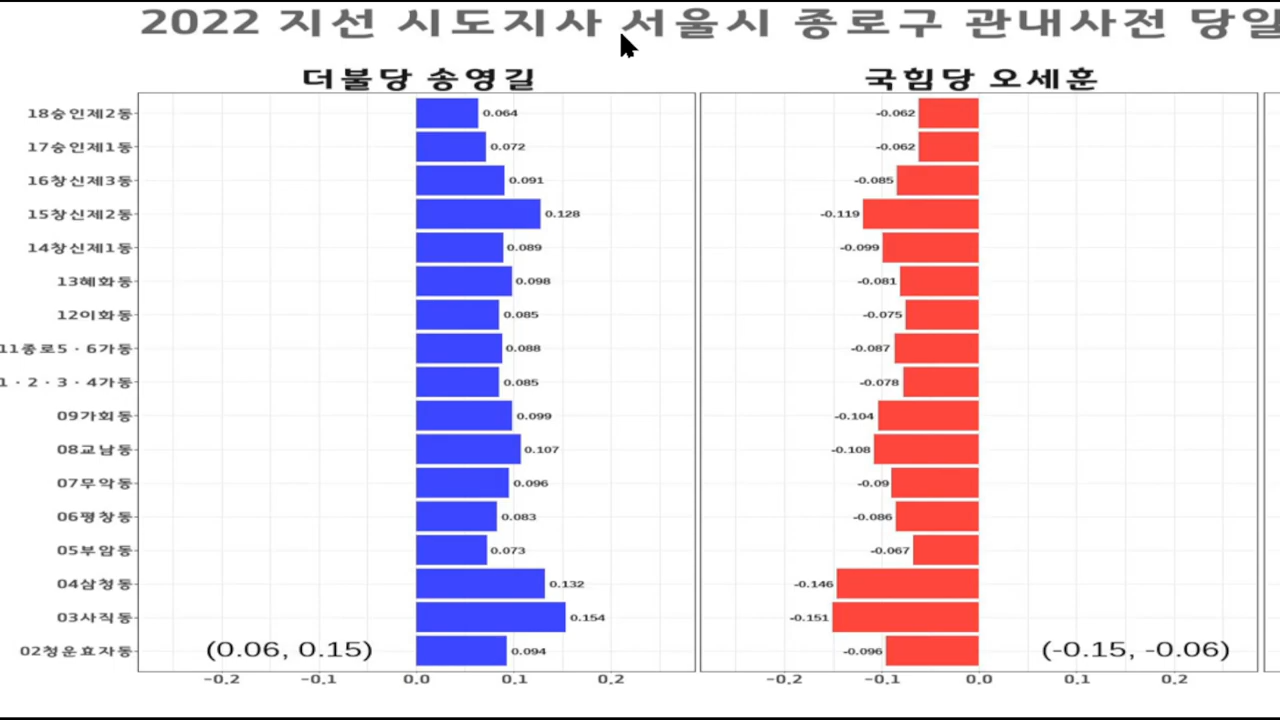 2022 지선 시도지사 서울시 종로구 관내사전 당일
더불당 송영길
국힘당 오세훈
18숭인제2동 0.064 -0.062
17숭인제1동 0.072 -0.062
16창신제3동 0.091 -0.085
15창신제2동 0.128 -0.119
14창신제1동 0.089 -0.099
13혜화동 0.098 -0.081
12이화동 0.085 -0.075
11종로5·6가동 0.088 -0.087
1·2·3·4가동 0.085 -0.078
09가회동 0.099 -0.104
08교남동 0.107 -0.108
07무악동 0.096 -0.09
06평창동 0.083 -0.086
05부암동 0.073 -0.067
04삼청동 0.132 -0.146
03사직동 0.154 -0.151
02청운효자동 (0.06, 0.15) 0.094 -0.096 (-0.15, -0.06)
-0.2 -0.1 0.0 0.1 0.2 -0.2 -0.1 0.0 0.1 0.2